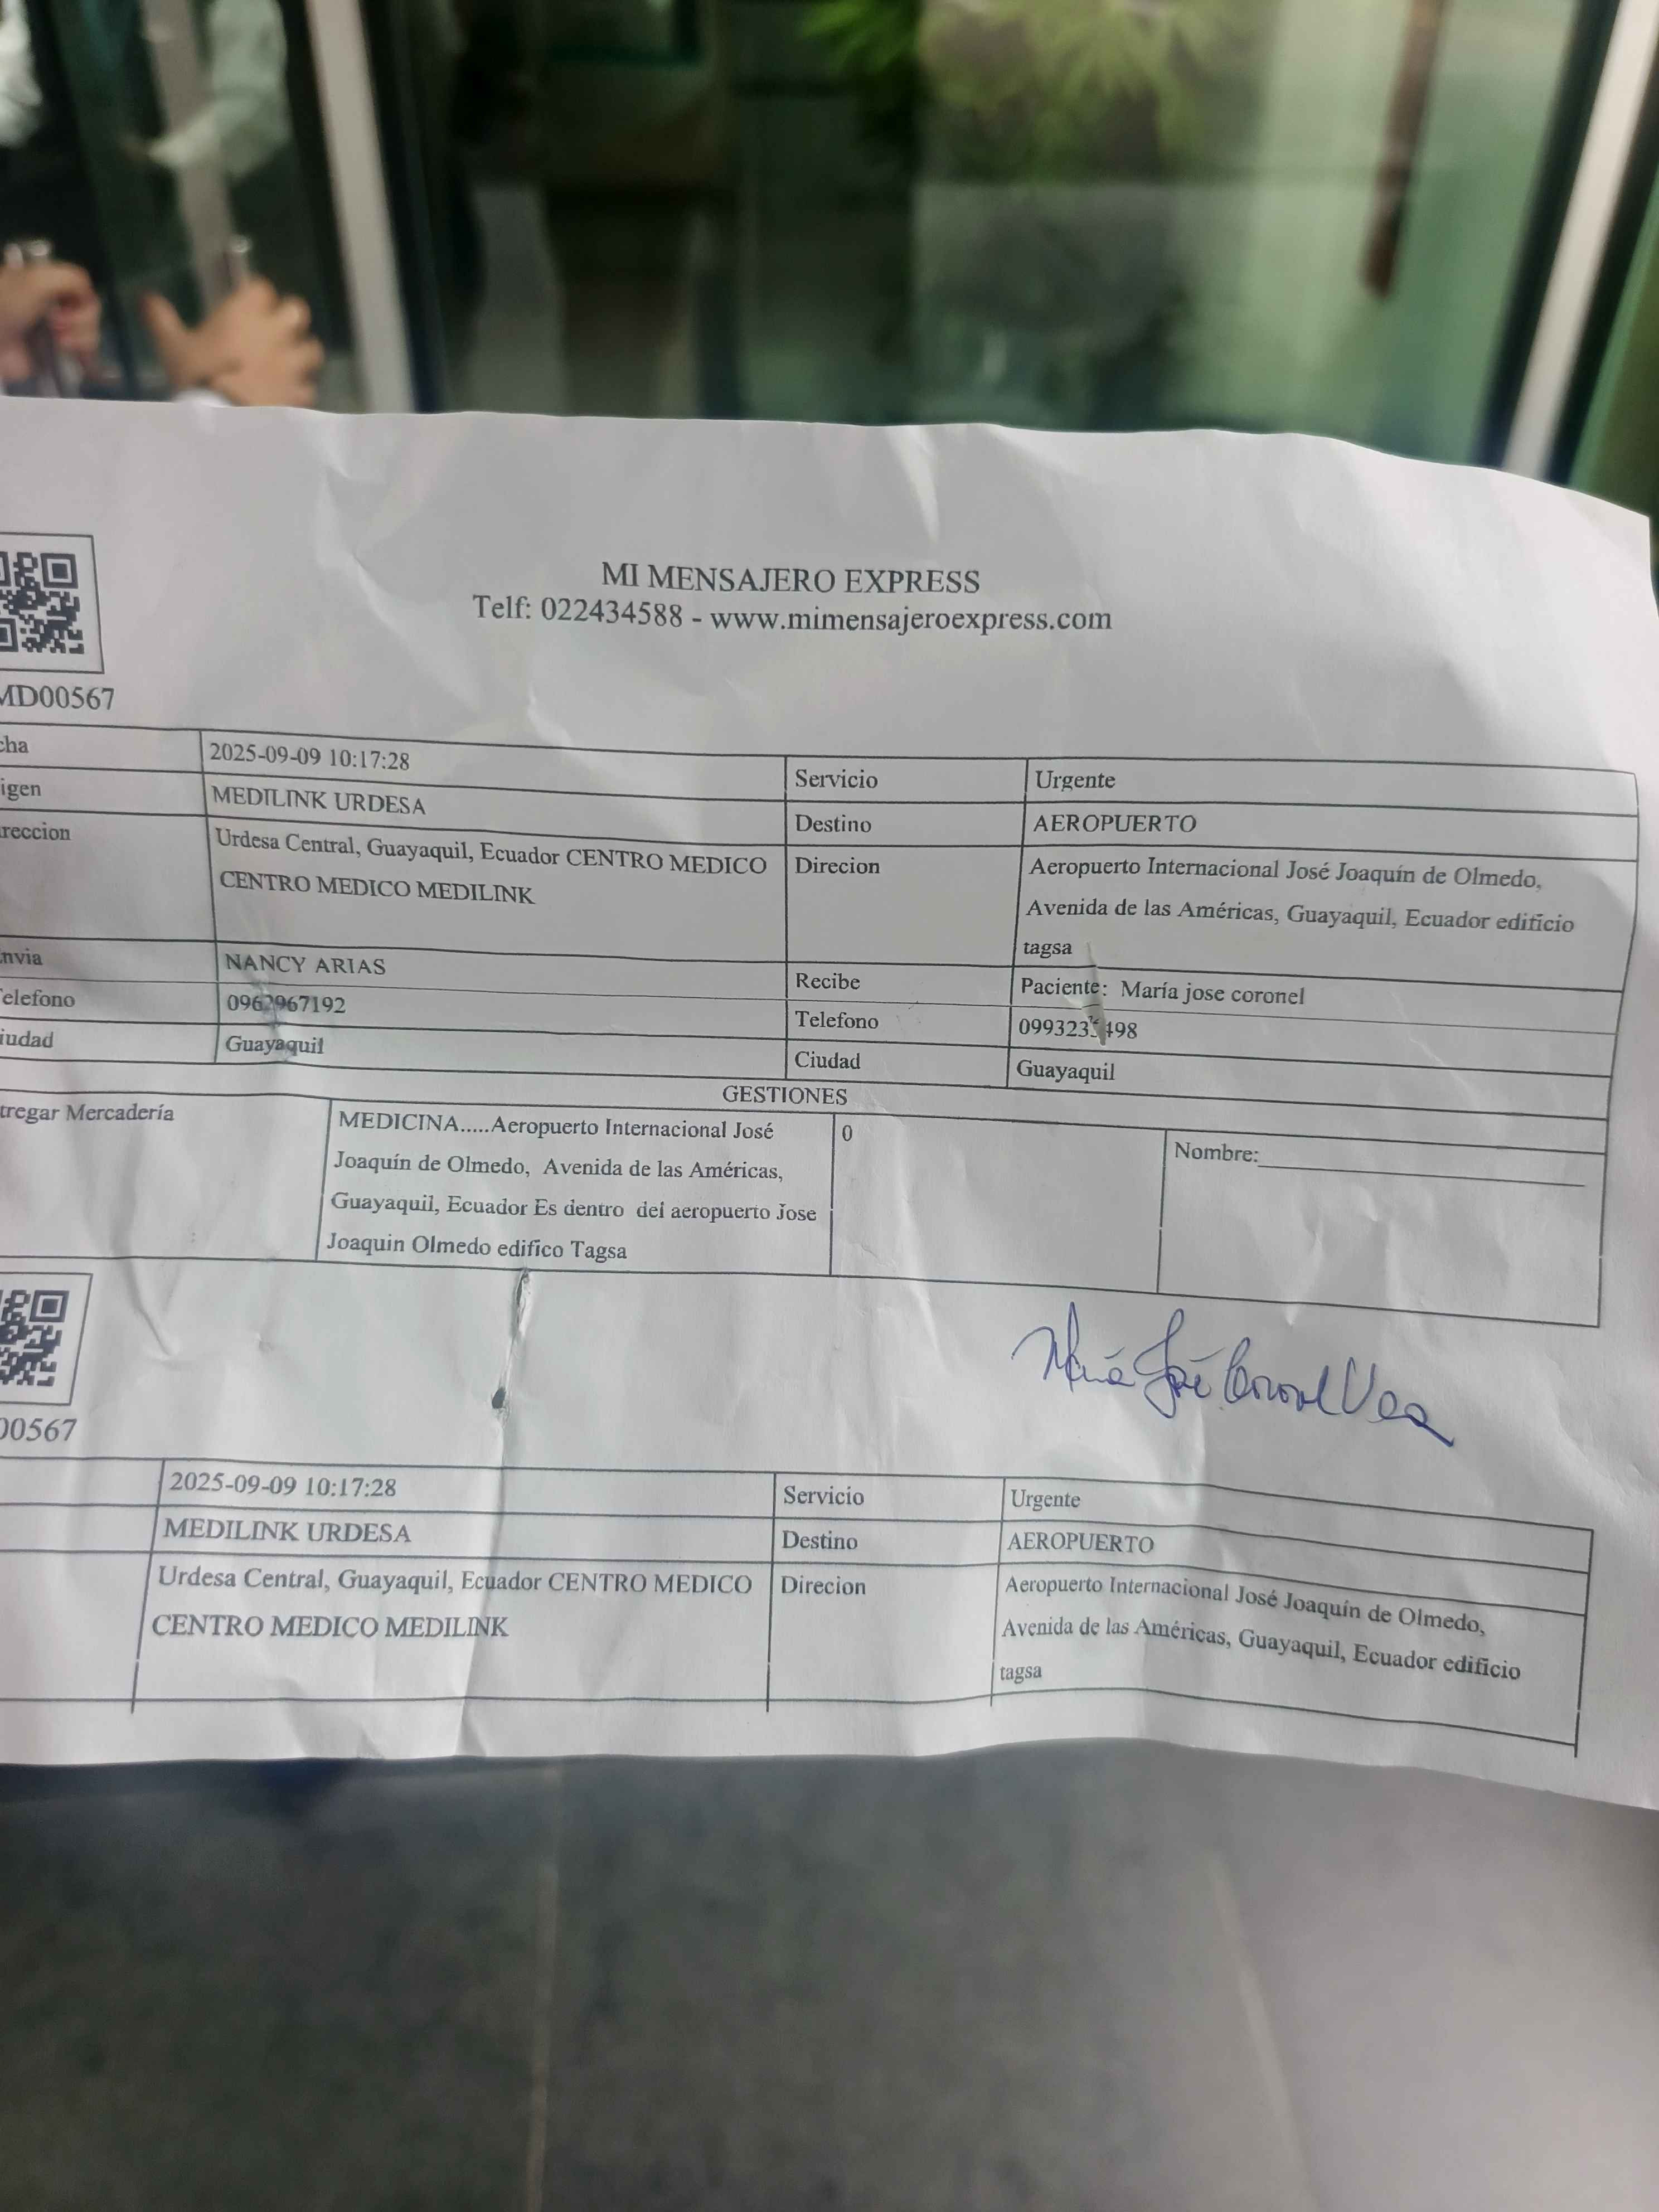 MI MENSAJERO EXPRESS
Telf: 022434588 - www.mimensajeroexpress.com
MD00567
cha 2025-09-09 10:17:28 Servicio Urgente
igen MEDILINK URDESA Destino AEROPUERTO
reccion Urdesa Central, Guayaquil, Ecuador CENTRO MEDICO Direcion Aeropuerto Internacional José Joaquín de Olmedo,
CENTRO MEDICO MEDILINK Avenida de las Américas, Guayaquil, Ecuador edificio
tagsa
nvia NANCY ARIAS Recibe Paciente: María jose coronel
elefono Telefono
iudad Guayaquil Ciudad Guayaquil
GESTIONES
tregar Mercadería MEDICINA.....Aeropuerto Internacional José 0 Nombre:
Joaquín de Olmedo, Avenida de las Américas,
Guayaquil, Ecuador Es dentro del aeropuerto Jose
Joaquin Olmedo edifico Tagsa
María José Coronel Vea
00567
2025-09-09 10:17:28 Servicio Urgente
MEDILINK URDESA Destino AEROPUERTO
Urdesa Central, Guayaquil, Ecuador CENTRO MEDICO Direcion Aeropuerto Internacional José Joaquín de Olmedo,
CENTRO MEDICO MEDILINK Avenida de las Américas, Guayaquil, Ecuador edificio
tagsa